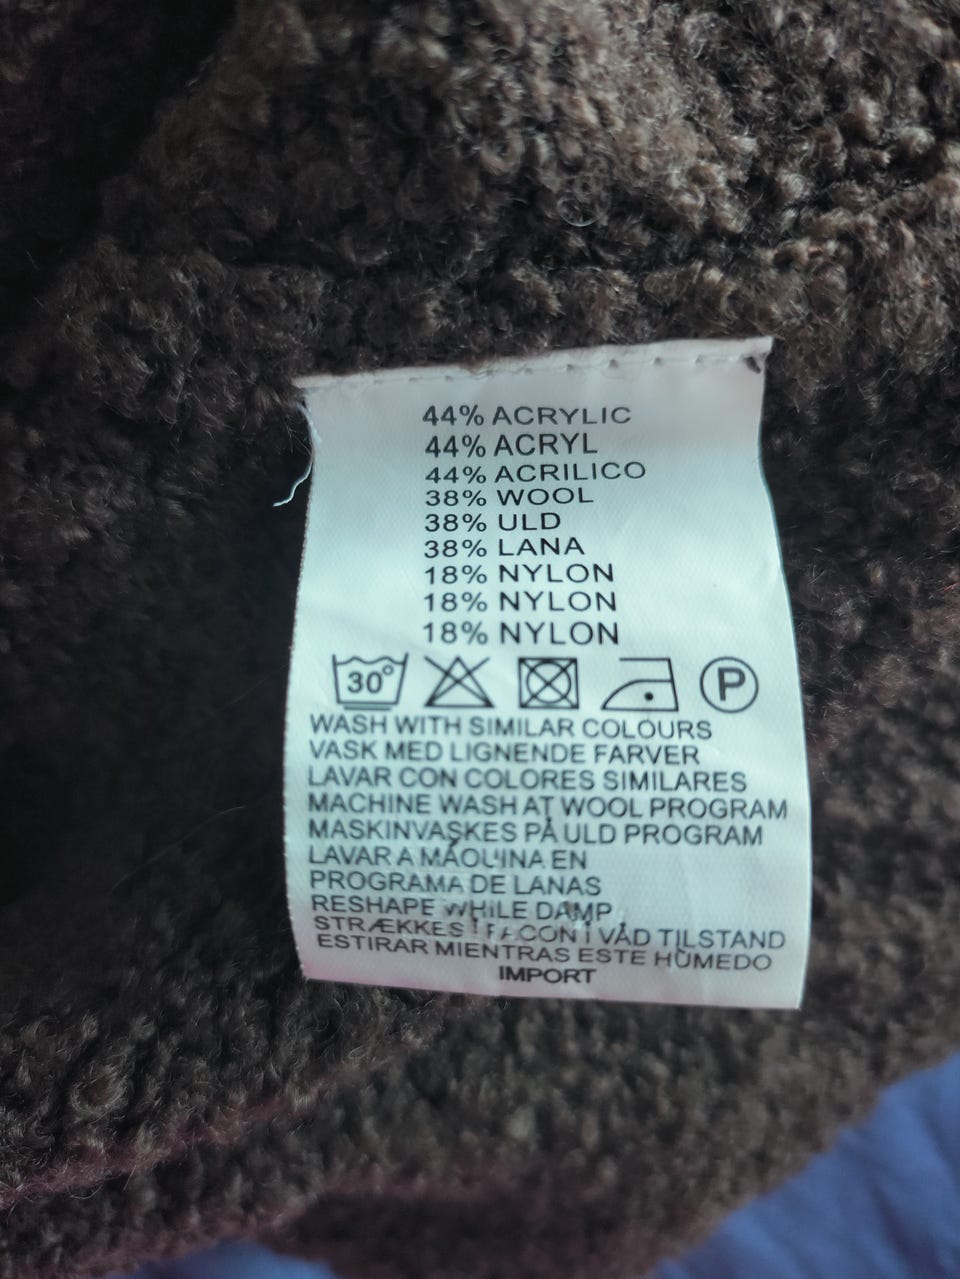 44% ACRYLIC
44% ACRYL
44% ACRILICO
38% WOOL
38% ULD
38% LANA
18% NYLON
18% NYLON
18% NYLON
30° P
WASH WITH SIMILAR COLOURS
VASK MED LIGNENDE FARVER
LAVAR CON COLORES SIMILARES
MACHINE WASH AT WOOL PROGRAM
MASKINVASKES PÅ ULD PROGRAM
LAVAR A MÁQUINA EN
PROGRAMA DE LANAS
RESHAPE WHILE DAMP
STRÆKKES I FACON I VÅD TILSTAND
ESTIRAR MIENTRAS ESTE HÚMEDO
IMPORT